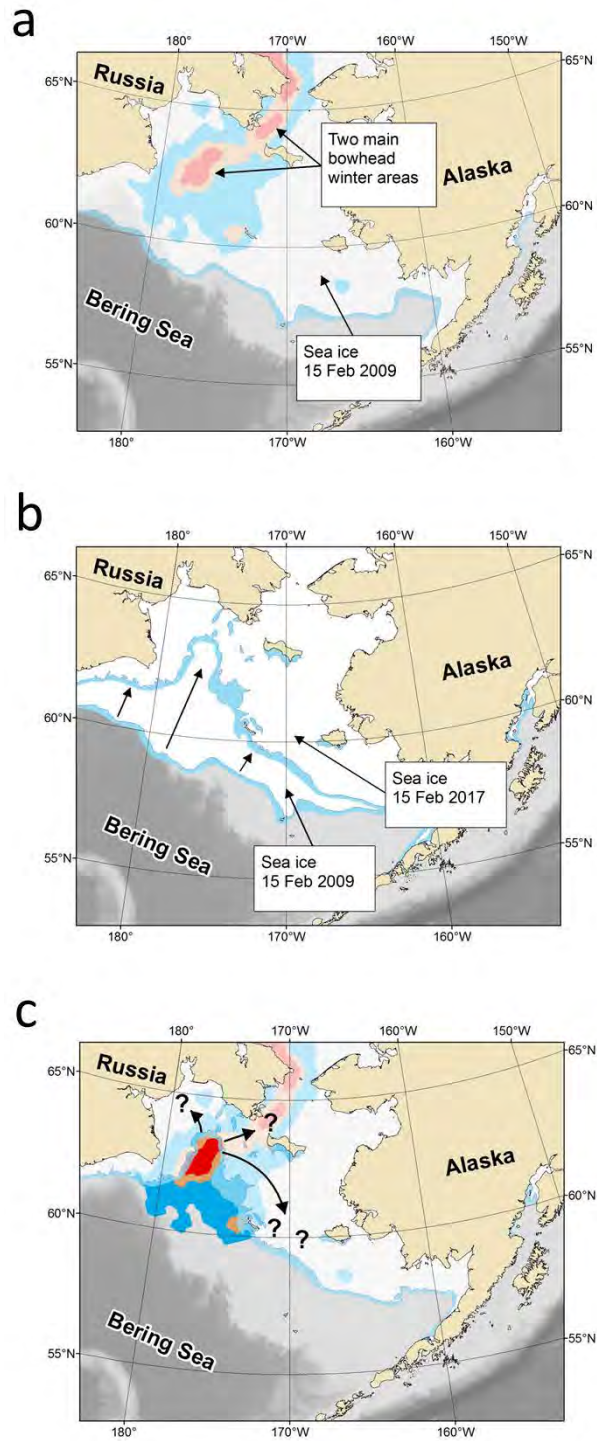 a
180°
170°W
160°W
150°W
65°N
Russia
65°N
Two main
bowhead
winter areas
Alaska
60°N
60°N
Bering Sea
Sea ice
15 Feb 2009
55°N
55°N
180°
170°W
160°W
b
180°
170°W
160°W
150°W
65°N
Russia
65°N
Alaska
60°N
60°N
Sea ice
15 Feb 2017
Bering Sea
Sea ice
15 Feb 2009
55°N
55°N
180°
170°W
160°W
c
180°
170°W
160°W
150°W
65°N
Russia
65°N
?
?
Alaska
60°N
60°N
?
?
Bering Sea
55°N
55°N
180°
170°W
160°W